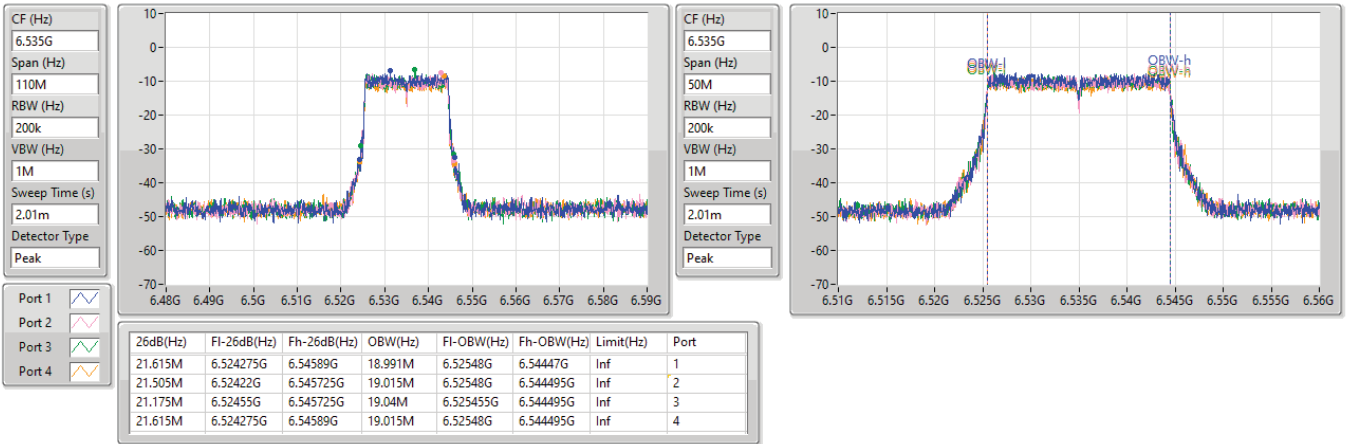 CF (Hz)
6.535G
Span (Hz)
110M
RBW (Hz)
200k
VBW (Hz)
1M
Sweep Time (s)
2.01m
Detector Type
Peak
10
0
-10
-20
-30
-40
-50
-60
-70
6.48G 6.49G 6.5G 6.51G 6.52G 6.53G 6.54G 6.55G 6.56G 6.57G 6.58G 6.59G
CF (Hz)
6.535G
Span (Hz)
50M
RBW (Hz)
200k
VBW (Hz)
1M
Sweep Time (s)
2.01m
Detector Type
Peak
10
0
-10
-20
-30
-40
-50
-60
-70
OBW-l OBW-h
OBW-l OBW-h
6.51G 6.515G 6.52G 6.525G 6.53G 6.535G 6.54G 6.545G 6.55G 6.555G 6.56G
Port 1
Port 2
Port 3
Port 4
26dB(Hz) Fl-26dB(Hz) Fh-26dB(Hz) OBW(Hz) Fl-OBW(Hz) Fh-OBW(Hz) Limit(Hz) Port
21.615M 6.524275G 6.54589G 18.991M 6.52548G 6.54447G Inf 1
21.505M 6.52422G 6.545725G 19.015M 6.52548G 6.544495G Inf 2
21.175M 6.52455G 6.545725G 19.04M 6.525455G 6.544495G Inf 3
21.615M 6.524275G 6.54589G 19.015M 6.52548G 6.544495G Inf 4